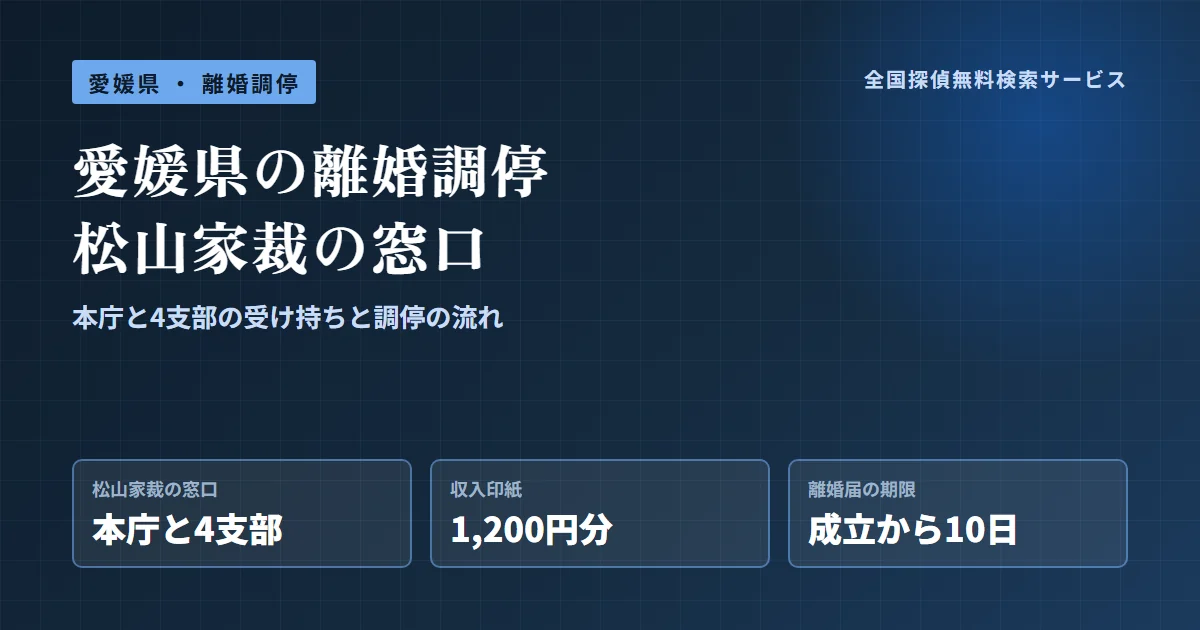 愛媛県 ・ 離婚調停
全国探偵無料検索サービス
愛媛県の離婚調停
松山家裁の窓口
本庁と4支部の受け持ちと調停の流れ
松山家裁の窓口
本庁と4支部
収入印紙
1,200円分
離婚届の期限
成立から10日